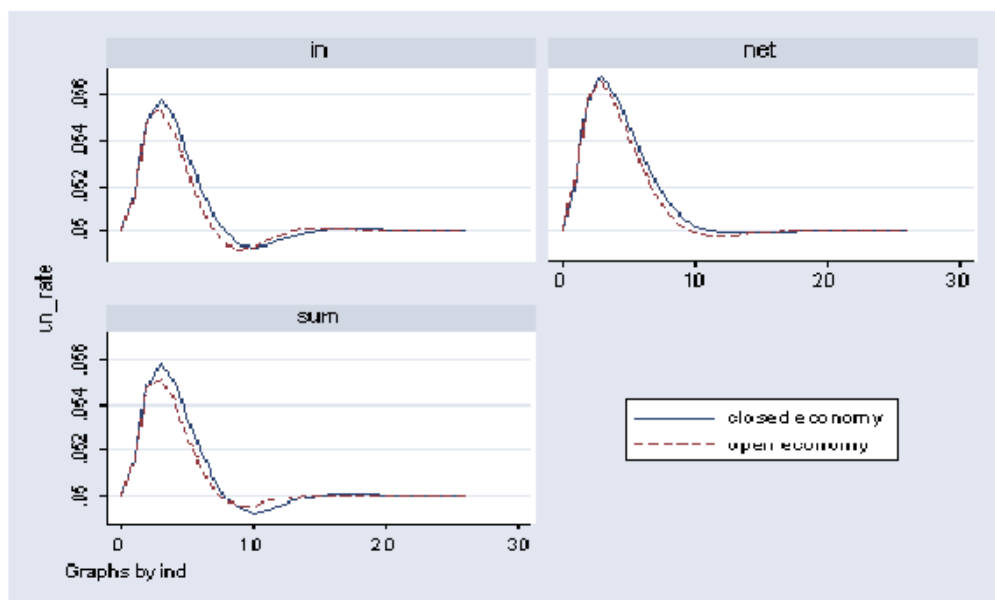 in
net
.056
.054
.052
.05
0 10 20 30
un_rate
sum
.056
.054
.052
.05
0 10 20 30
closed economy
open economy
Graphs by ind